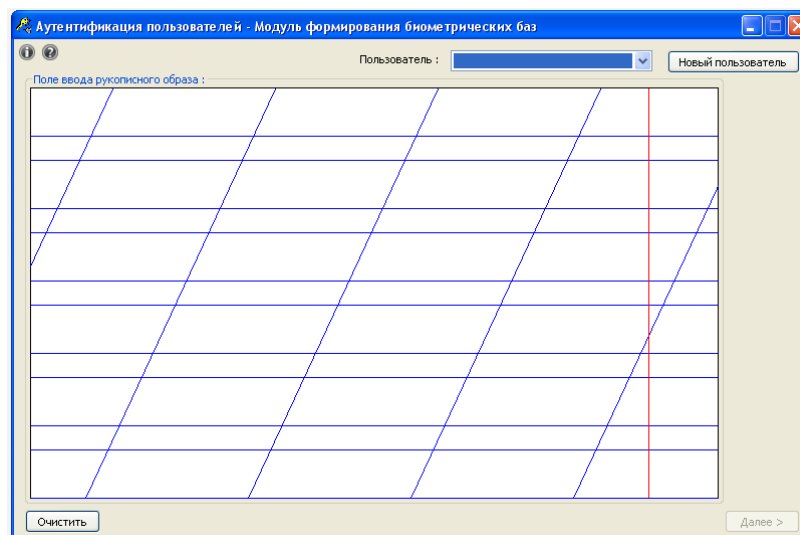 Аутентификация пользователей - Модуль формирования биометрических баз
Пользователь :
Новый пользователь
Поле ввода рукописного образа :
Очистить
Далее >